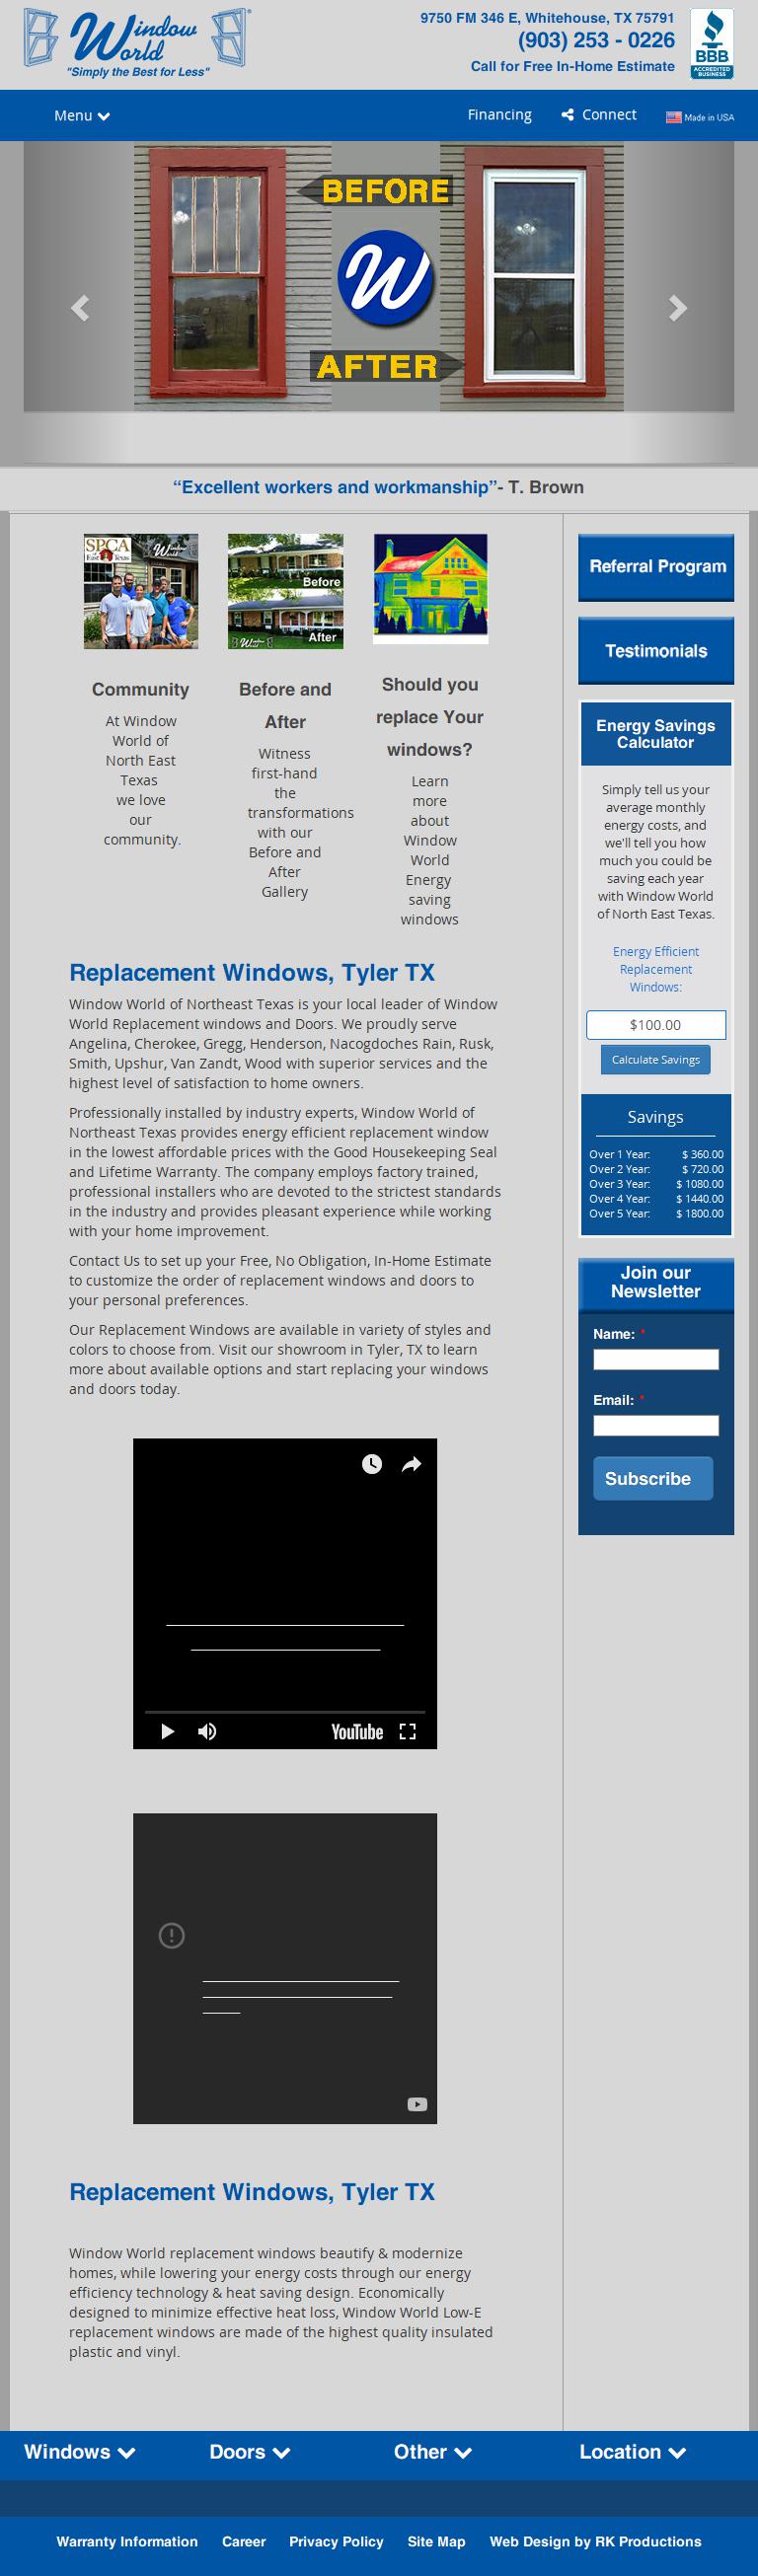 Window World®
"Simply the Best for Less"
9750 FM 346 E, Whitehouse, TX 75791
(903) 253 - 0226
Call for Free In-Home Estimate
BBB
ACCREDITED BUSINESS
Menu
Financing
Connect
Made in USA
BEFORE
W
AFTER
“Excellent workers and workmanship”- T. Brown
SPCA
of East Texas
Window World
Before
After
Window
Community
At Window
World of
North East
Texas
we love
our
community.
Before and
After
Witness
first-hand
the
transformations
with our
Before and
After
Gallery
Should you
replace Your
windows?
Learn
more
about
Window
World
Energy
saving
windows
Referral Program
Testimonials
Energy Savings
Calculator
Simply tell us your
average monthly
energy costs, and
we'll tell you how
much you could be
saving each year
with Window World
of North East Texas.
Energy Efficient
Replacement
Windows:
$100.00
Calculate Savings
Savings
Over 1 Year: $ 360.00
Over 2 Year: $ 720.00
Over 3 Year: $ 1080.00
Over 4 Year: $ 1440.00
Over 5 Year: $ 1800.00
Join our
Newsletter
Name: *
Email: *
Subscribe
Replacement Windows, Tyler TX
Window World of Northeast Texas is your local leader of Window
World Replacement windows and Doors. We proudly serve
Angelina, Cherokee, Gregg, Henderson, Nacogdoches Rain, Rusk,
Smith, Upshur, Van Zandt, Wood with superior services and the
highest level of satisfaction to home owners.
Professionally installed by industry experts, Window World of
Northeast Texas provides energy efficient replacement window
in the lowest affordable prices with the Good Housekeeping Seal
and Lifetime Warranty. The company employs factory trained,
professional installers who are devoted to the strictest standards
in the industry and provides pleasant experience while working
with your home improvement.
Contact Us to set up your Free, No Obligation, In-Home Estimate
to customize the order of replacement windows and doors to
your personal preferences.
Our Replacement Windows are available in variety of styles and
colors to choose from. Visit our showroom in Tyler, TX to learn
more about available options and start replacing your windows
and doors today.
YouTube
Replacement Windows, Tyler TX
Window World replacement windows beautify & modernize
homes, while lowering your energy costs through our energy
efficiency technology & heat saving design. Economically
designed to minimize effective heat loss, Window World Low-E
replacement windows are made of the highest quality insulated
plastic and vinyl.
Windows
Doors
Other
Location
Warranty Information
Career
Privacy Policy
Site Map
Web Design by RK Productions